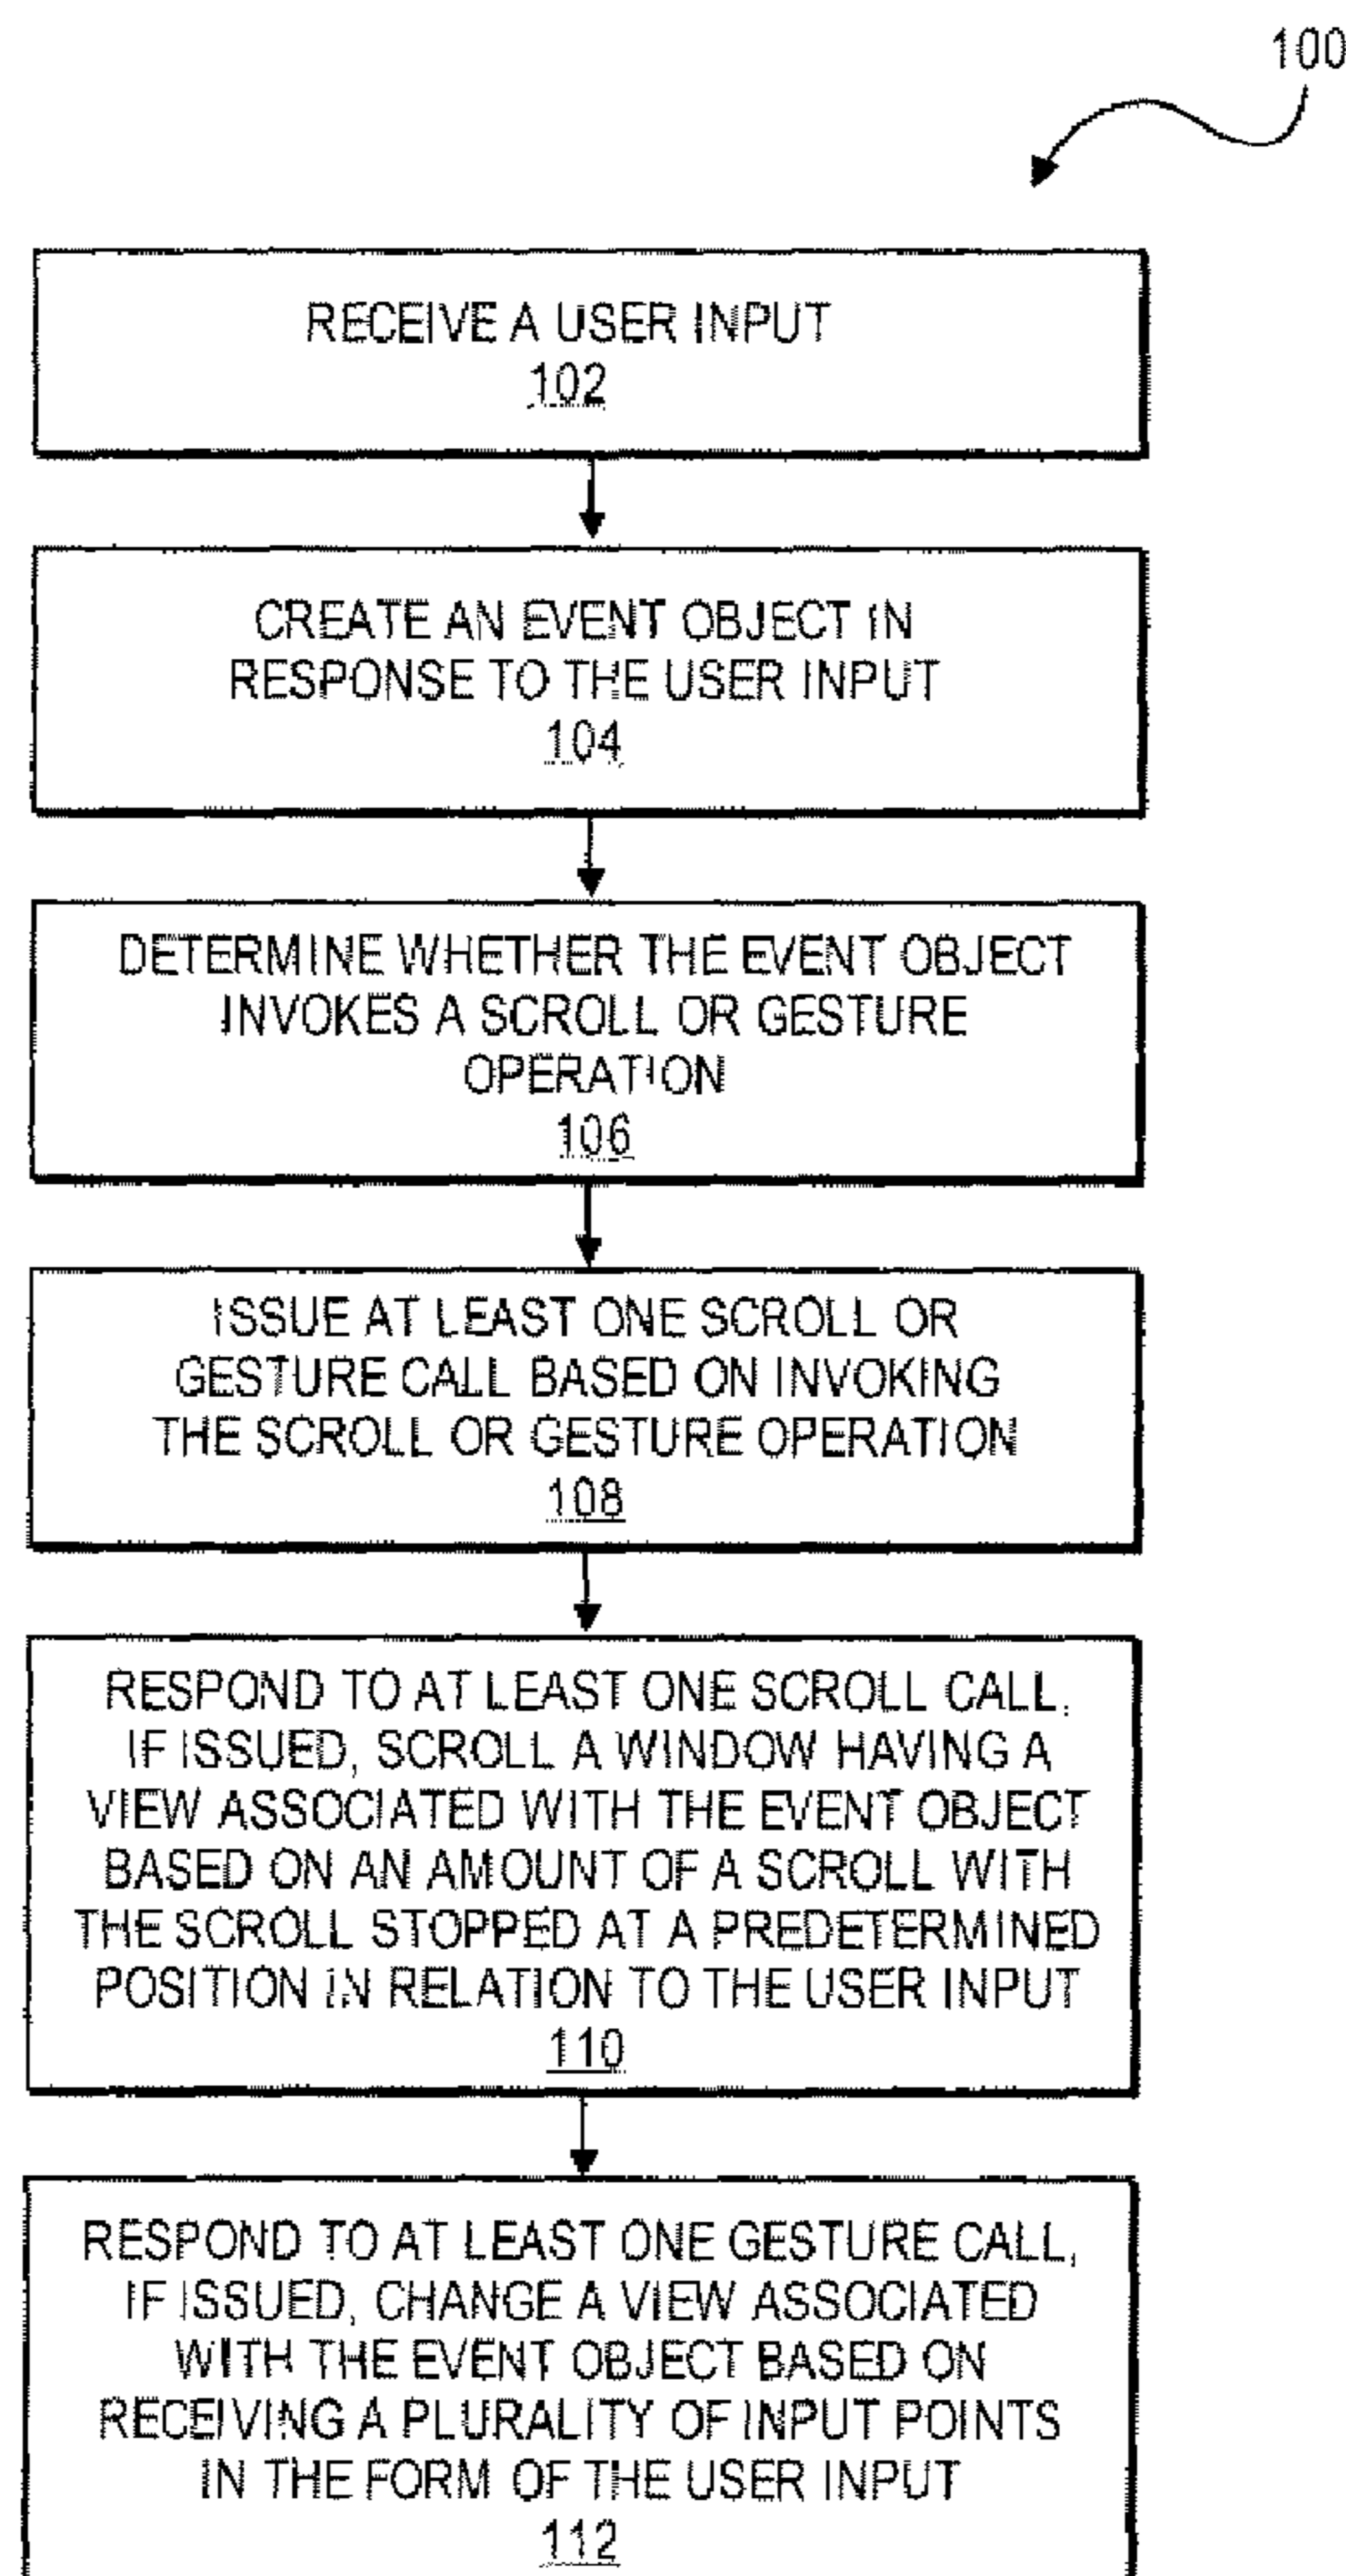 100
RECEIVE A USER INPUT
102
CREATE AN EVENT OBJECT IN
RESPONSE TO THE USER INPUT
104
DETERMINE WHETHER THE EVENT OBJECT
INVOKES A SCROLL OR GESTURE
OPERATION
106
ISSUE AT LEAST ONE SCROLL OR
GESTURE CALL BASED ON INVOKING
THE SCROLL OR GESTURE OPERATION
108
RESPOND TO AT LEAST ONE SCROLL CALL,
IF ISSUED, SCROLL A WINDOW HAVING A
VIEW ASSOCIATED WITH THE EVENT OBJECT
BASED ON AN AMOUNT OF A SCROLL WITH
THE SCROLL STOPPED AT A PREDETERMINED
POSITION IN RELATION TO THE USER INPUT
110
RESPOND TO AT LEAST ONE GESTURE CALL,
IF ISSUED, CHANGE A VIEW ASSOCIATED
WITH THE EVENT OBJECT BASED ON
RECEIVING A PLURALITY OF INPUT POINTS
IN THE FORM OF THE USER INPUT
112